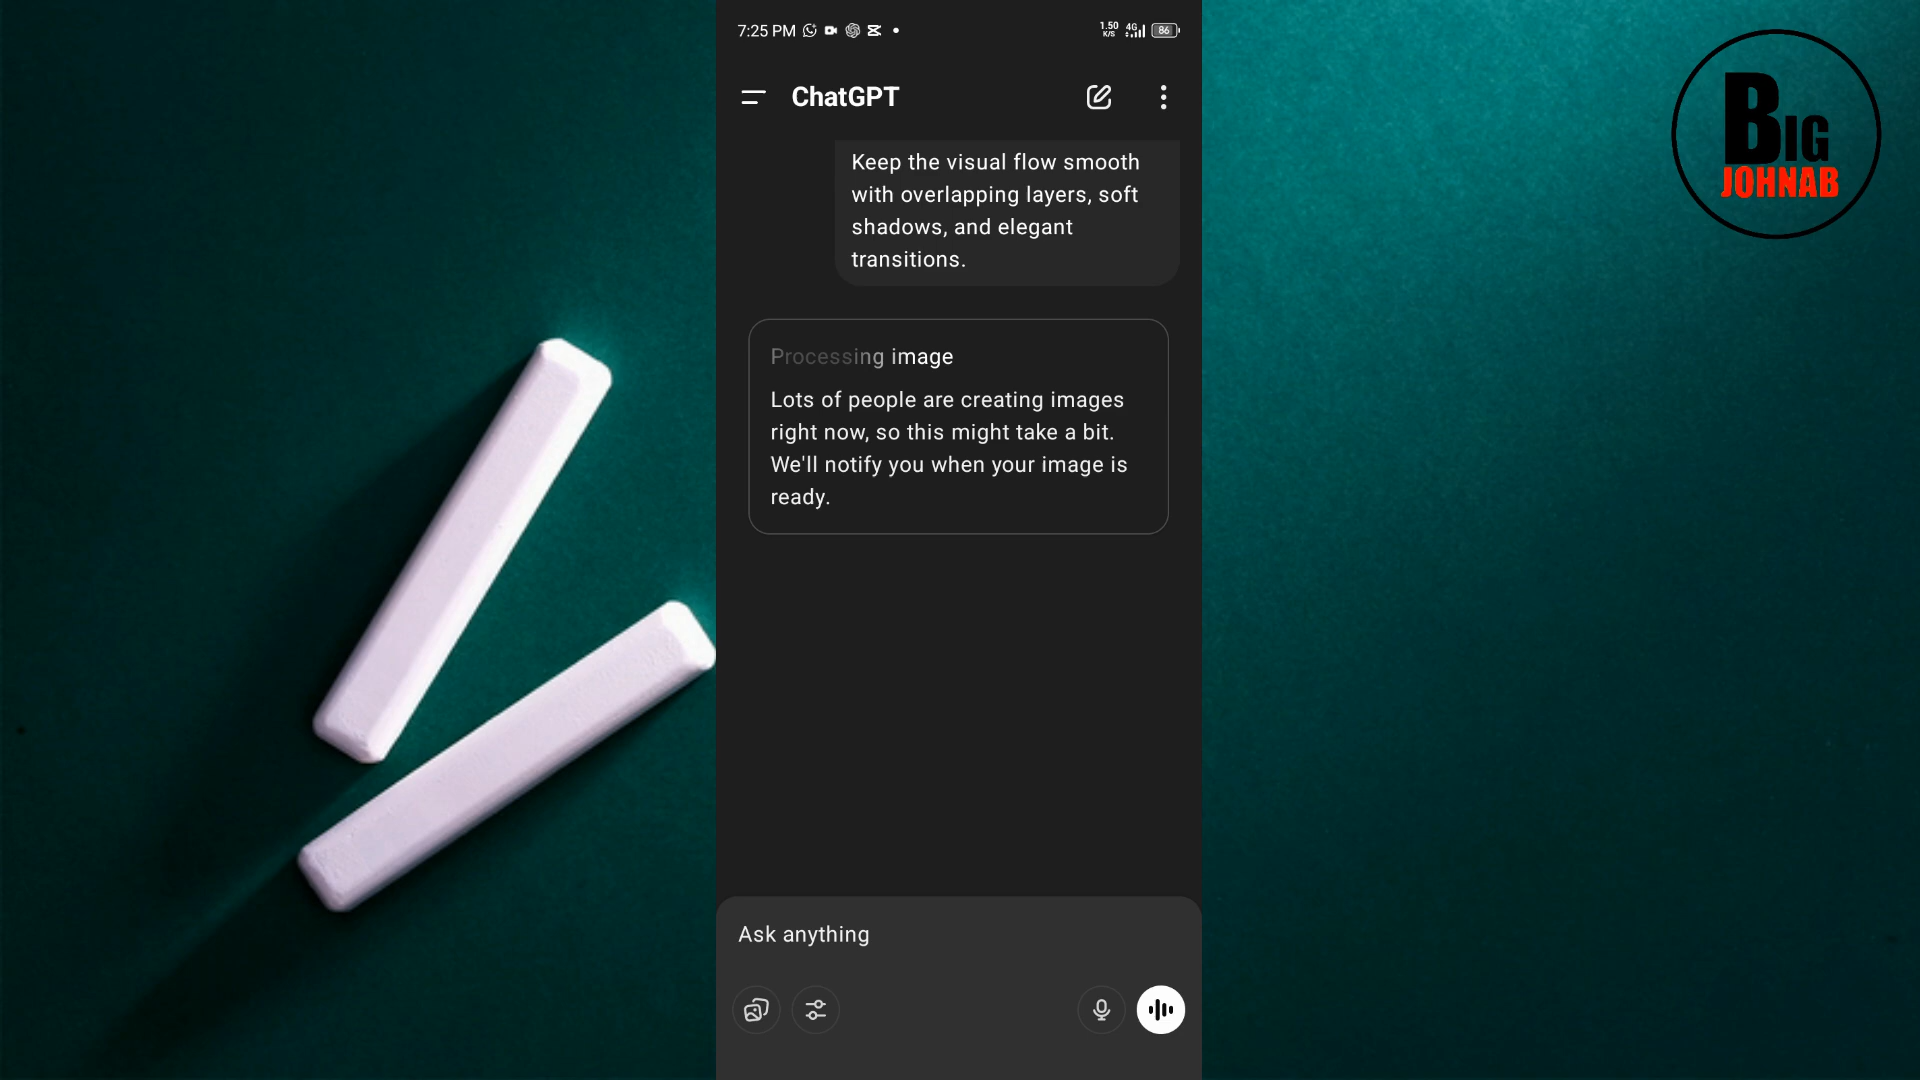 7:25 PM
1.50
K/S
4G
86
BIG
JOHNAB
ChatGPT
Keep the visual flow smooth
with overlapping layers, soft
shadows, and elegant
transitions.
Processing image
Lots of people are creating images
right now, so this might take a bit.
We'll notify you when your image is
ready.
Ask anything